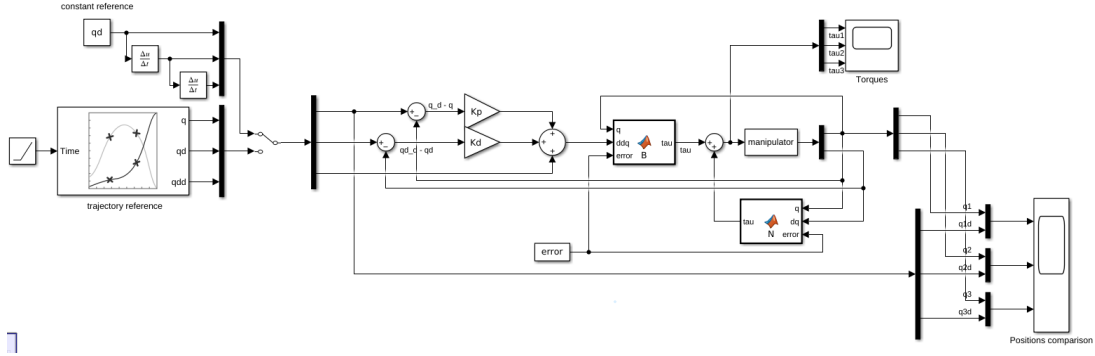 constant reference
qd
Δu
Δt
Δu
Δt
Time
q
qd
qdd
trajectory reference
q_d - q
qd_d - qd
Kp
Kd
+
+
+
q
ddq
error
tau
B
tau
manipulator
tau1
tau2
tau3
Torques
tau
N
q
dq
error
error
q1
q1d
q2
q2d
q3
q3d
Positions comparison